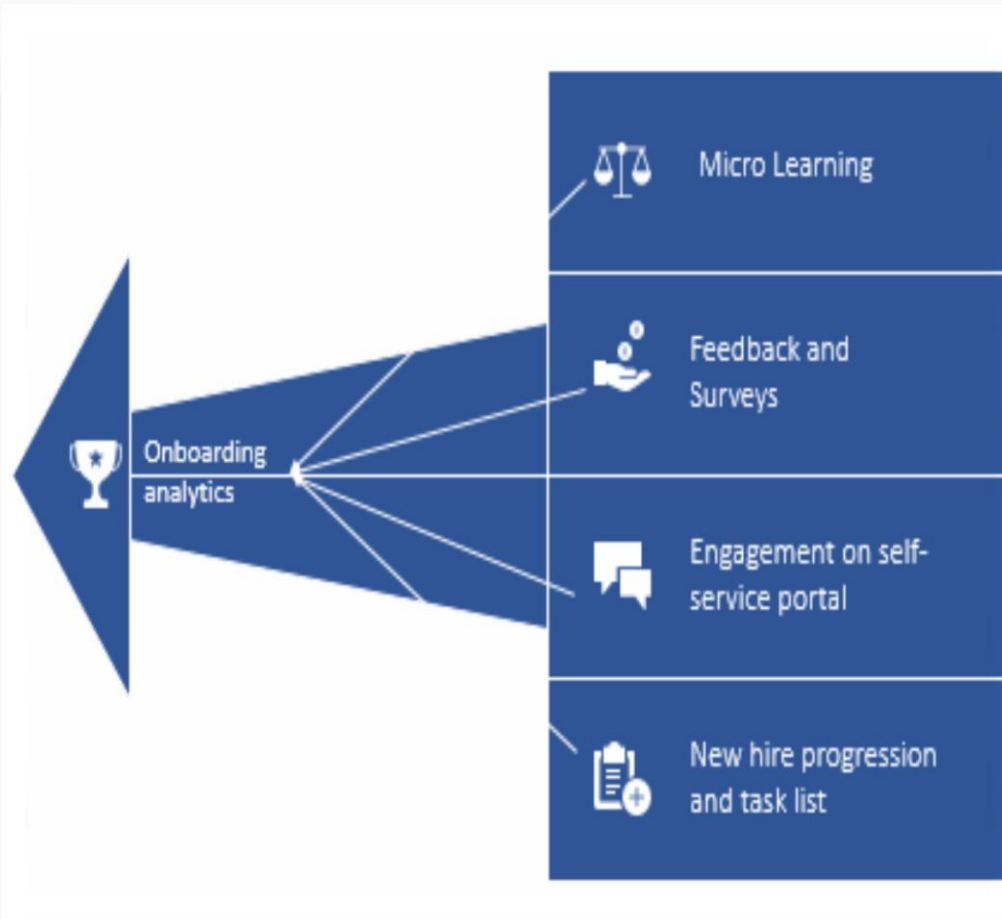 Micro Learning
Feedback and
Surveys
Onboarding
analytics
Engagement on self-
service portal
New hire progression
and task list